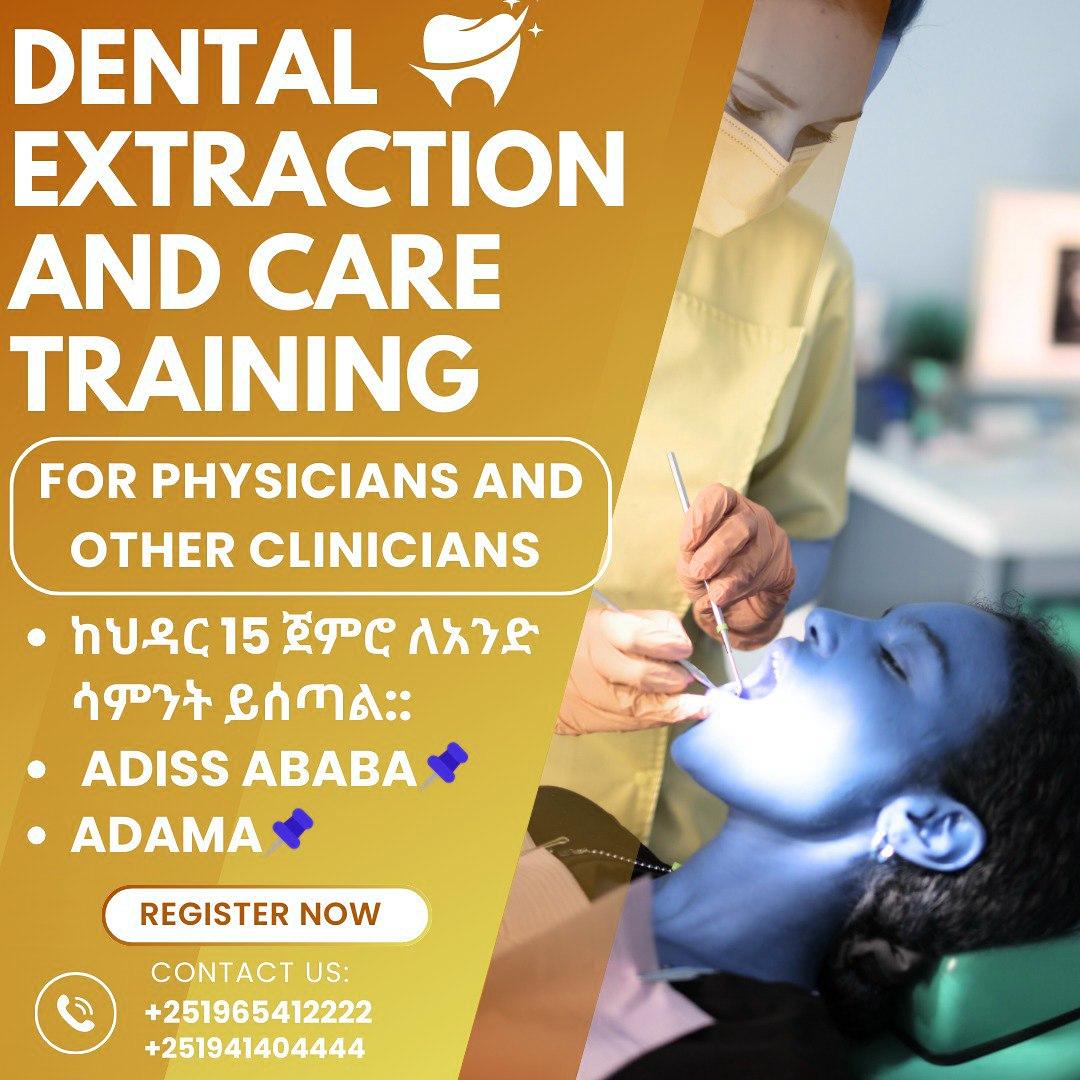 DENTAL
EXTRACTION
AND CARE
TRAINING
FOR PHYSICIANS AND
OTHER CLINICIANS
• ከህዳር 15 ጀምሮ ለአንድ
ሳምንት ይሰጣል።
• ADISS ABABA
• ADAMA
REGISTER NOW
CONTACT US:
+251965412222
+251941404444